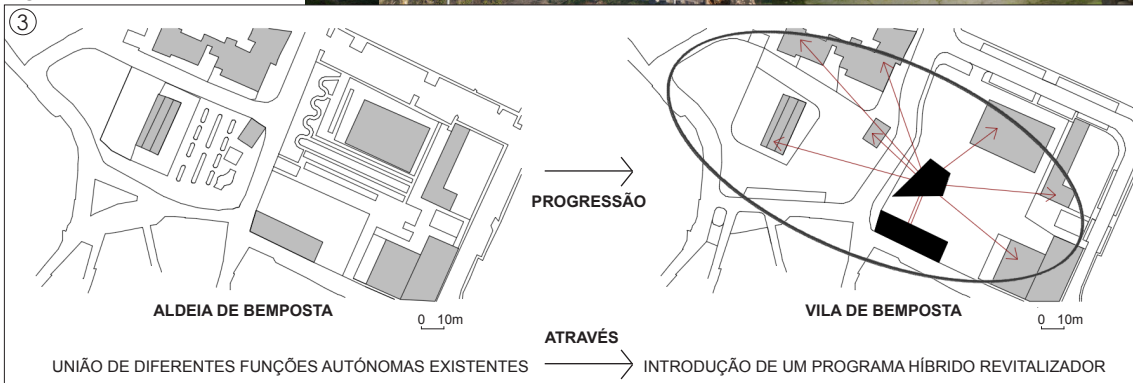 3
PROGRESSÃO
ALDEIA DE BEMPOSTA
0 10m
VILA DE BEMPOSTA
0 10m
ATRAVÉS
UNIÃO DE DIFERENTES FUNÇÕES AUTÓNOMAS EXISTENTES
INTRODUÇÃO DE UM PROGRAMA HÍBRIDO REVITALIZADOR